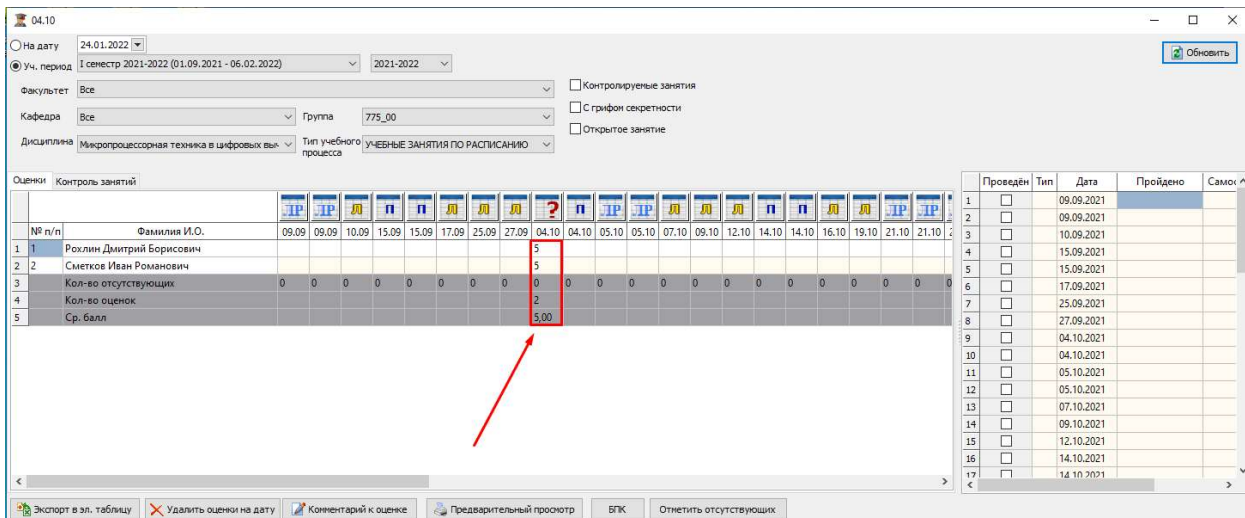 04.10
На дату 24.01.2022
Обновить
Уч. период I семестр 2021-2022 (01.09.2021 - 06.02.2022) 2021-2022
Факультет Все Контролируемые занятия
С грифом секретности
Кафедра Все Группа 775_00
Открытое занятие
Дисциплина Микропроцессорная техника в цифровых выч Тип учебного процесса УЧЕБНЫЕ ЗАНЯТИЯ ПО РАСПИСАНИЮ
Оценки Контроль занятий
ЛР ЛР Л П П Л Л Л ? П ЛР ЛР Л Л Л П П Л Л ЛР ЛР
№ п/п Фамилия И.О. 09.09 09.09 10.09 15.09 15.09 17.09 25.09 27.09 04.10 04.10 05.10 05.10 07.10 09.10 12.10 14.10 14.10 16.10 19.10 21.10 21.10 2
1 1 Рохлин Дмитрий Борисович 5
2 2 Сметков Иван Романович 5
3 Кол-во отсутствующих 0 0 0 0 0 0 0 0 0 0 0 0 0 0 0 0 0 0 0 0 0 0
4 Кол-во оценок 2
5 Ср. балл 5,00
Проведён Тип Дата Пройдено Самос
1 09.09.2021
2 09.09.2021
3 10.09.2021
4 15.09.2021
5 15.09.2021
6 17.09.2021
7 25.09.2021
8 27.09.2021
9 04.10.2021
10 04.10.2021
11 05.10.2021
12 05.10.2021
13 07.10.2021
14 09.10.2021
15 12.10.2021
16 14.10.2021
17 14.10.2021
Экспорт в эл. таблицу Удалить оценки на дату Комментарий к оценке Предварительный просмотр БПК Отметить отсутствующих